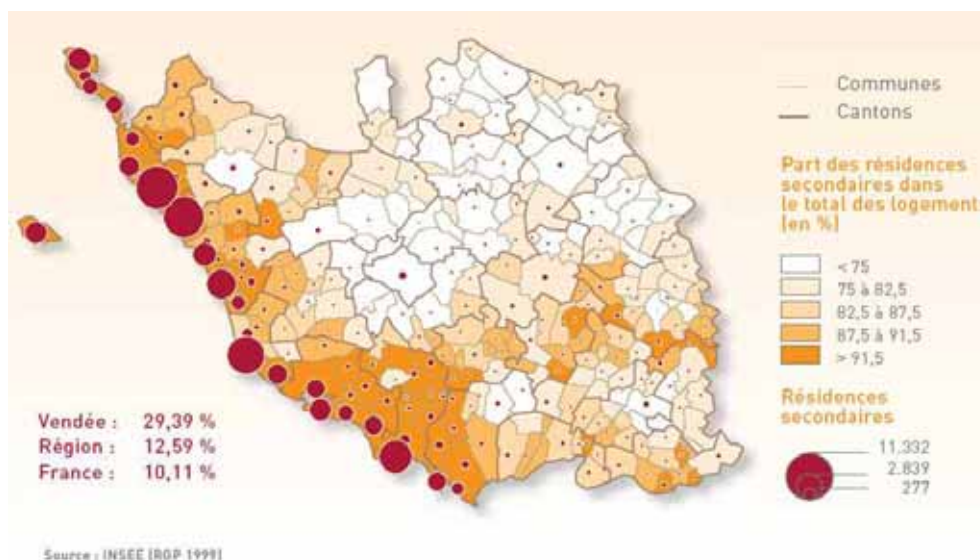 Communes
Cantons
Part des résidences
secondaires dans
le total des logement
(en %)
< 75
75 à 82,5
82,5 à 87,5
87,5 à 91,5
> 91,5
Résidences
secondaires
11.332
2.839
277
Vendée : 29,39 %
Région : 12,59 %
France : 10,11 %
Source : INSEE (RGP 1999)